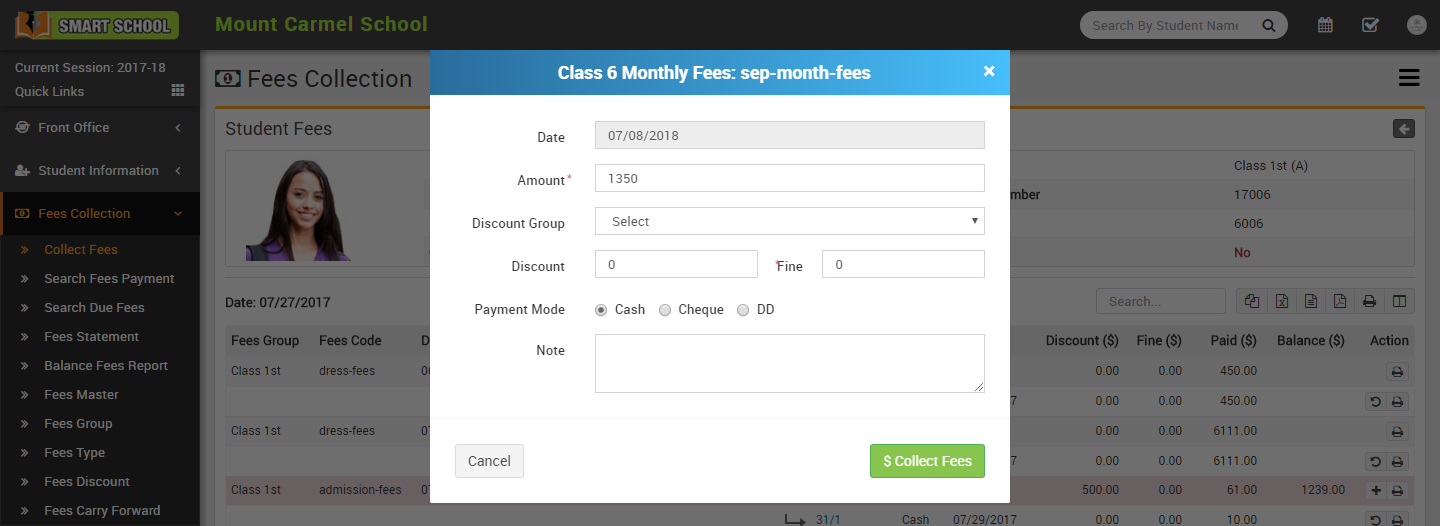 SMART SCHOOL
Mount Carmel School
Search By Student Name
Current Session: 2017-18
Quick Links
Front Office
Student Information
Fees Collection
Collect Fees
Search Fees Payment
Search Due Fees
Fees Statement
Balance Fees Report
Fees Master
Fees Group
Fees Type
Fees Discount
Fees Carry Forward
Fees Collection
Student Fees
Class 1st (A)
mber 17006
6006
No
Date: 07/27/2017
Search...
Fees Group Fees Code D Discount ($) Fine ($) Paid ($) Balance ($) Action
Class 1st dress-fees 0.00 0.00 450.00
7 0.00 0.00 450.00
Class 1st dress-fees 07 0.00 0.00 6111.00
7 0.00 0.00 6111.00
Class 1st admission-fees 07 500.00 0.00 61.00 1239.00
31/1 Cash 07/29/2017 0.00 0.00 10.00
Class 6 Monthly Fees: sep-month-fees ×
Date 07/08/2018
Amount* 1350
Discount Group Select
Discount 0 *Fine 0
Payment Mode Cash Cheque DD
Note
Cancel $ Collect Fees